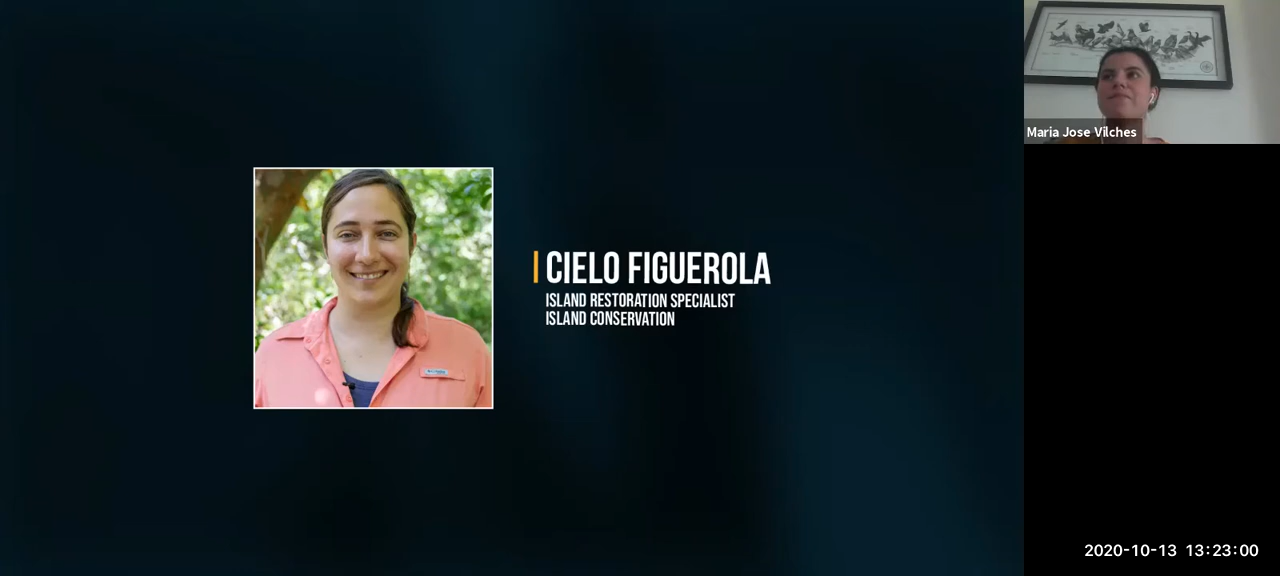 CIELO FIGUEROLA
ISLAND RESTORATION SPECIALIST
ISLAND CONSERVATION
Maria Jose Vilches
2020-10-13 13:23:00